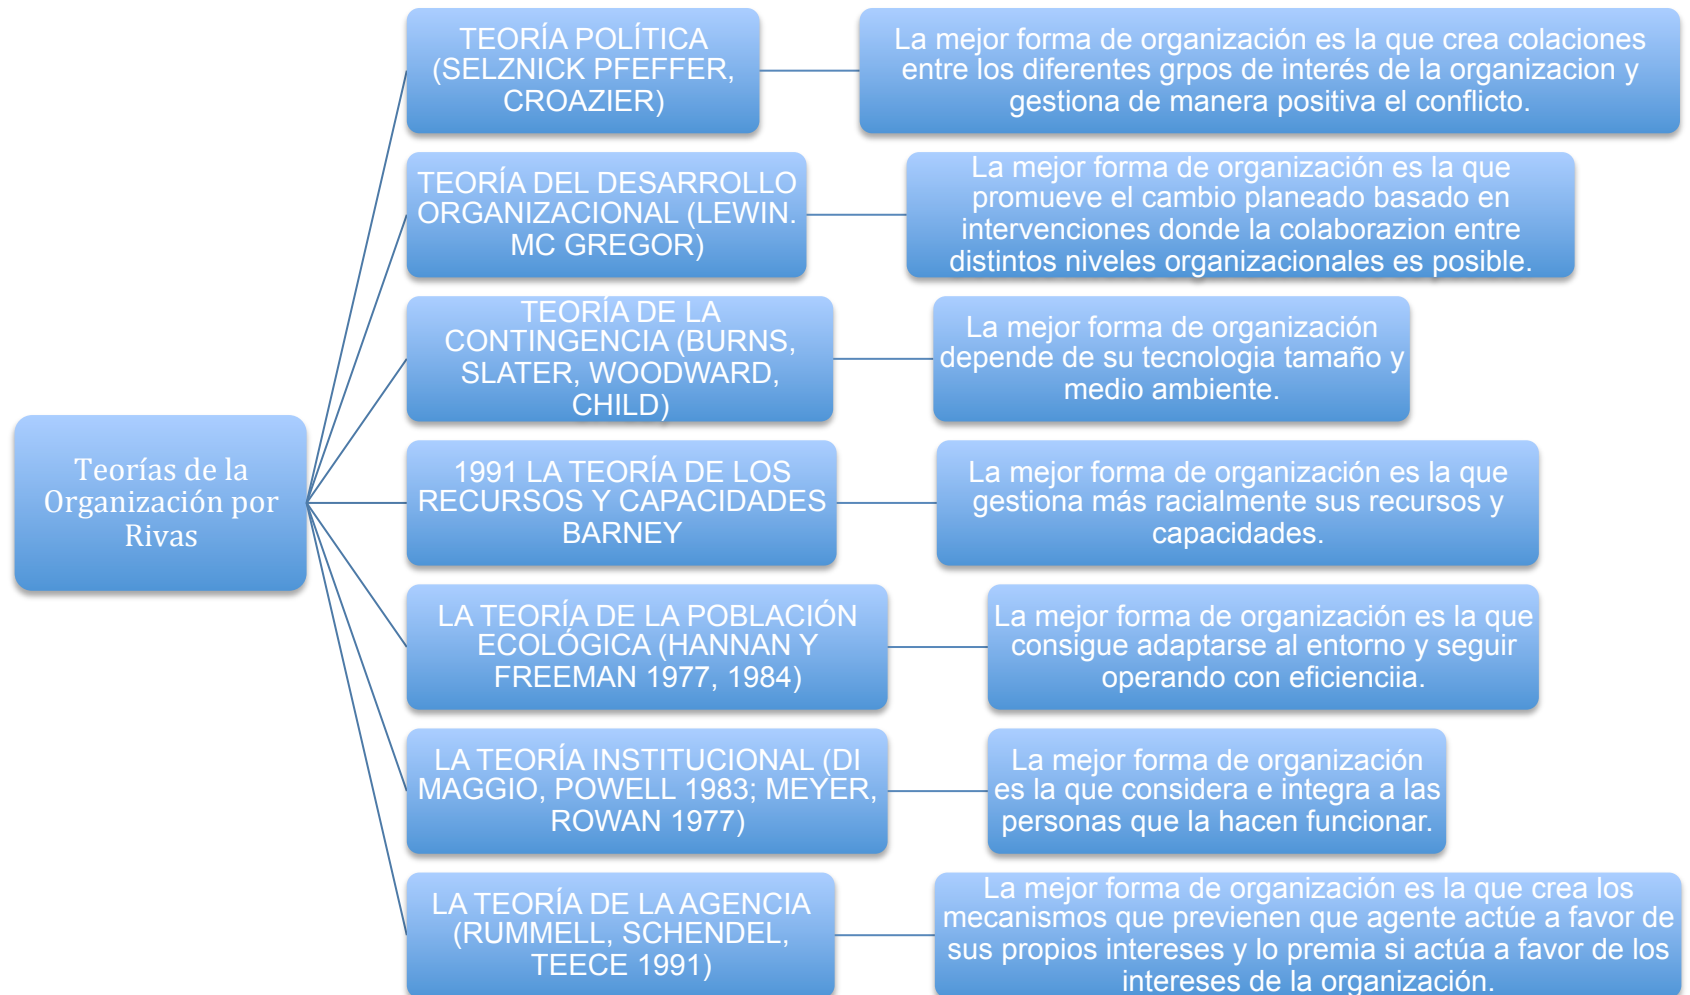 TEORÍA POLÍTICA
(SELZNICK PFEFFER,
CROAZIER)
La mejor forma de organización es la que crea colaciones
entre los diferentes grpos de interés de la organizacion y
gestiona de manera positiva el conflicto.
TEORÍA DEL DESARROLLO
ORGANIZACIONAL (LEWIN.
MC GREGOR)
La mejor forma de organización es la que
promueve el cambio planeado basado en
intervenciones donde la colaborazion entre
distintos niveles organizacionales es posible.
TEORÍA DE LA
CONTINGENCIA (BURNS,
SLATER, WOODWARD,
CHILD)
La mejor forma de organización
depende de su tecnologia tamaño y
medio ambiente.
Teorías de la
Organización por
Rivas
1991 LA TEORÍA DE LOS
RECURSOS Y CAPACIDADES
BARNEY
La mejor forma de organización es la que
gestiona más racialmente sus recursos y
capacidades.
LA TEORÍA DE LA POBLACIÓN
ECOLÓGICA (HANNAN Y
FREEMAN 1977, 1984)
La mejor forma de organización es la que
consigue adaptarse al entorno y seguir
operando con eficienciia.
LA TEORÍA INSTITUCIONAL (DI
MAGGIO, POWELL 1983; MEYER,
ROWAN 1977)
La mejor forma de organización
es la que considera e integra a las
personas que la hacen funcionar.
LA TEORÍA DE LA AGENCIA
(RUMMELL, SCHENDEL,
TEECE 1991)
La mejor forma de organización es la que crea los
mecanismos que previenen que agente actúe a favor de
sus propios intereses y lo premia si actúa a favor de los
intereses de la organización.